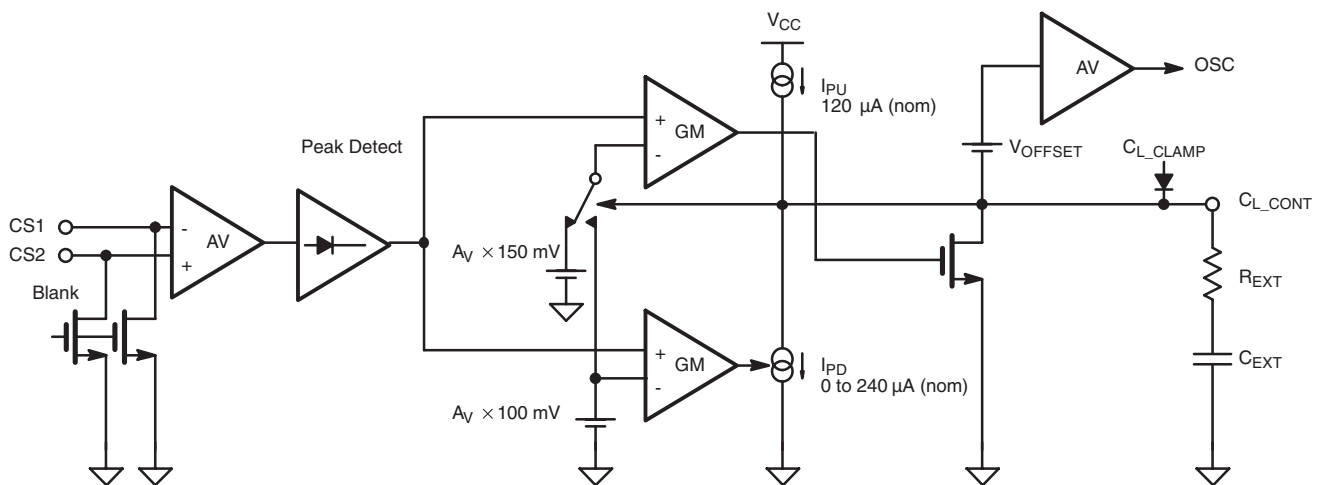 V_CC
AV
OSC
I_PU
120 µA (nom)
+
GM
-
Peak Detect
V_OFFSET
C_L_CLAMP
C_L_CONT
CS1
-
AV
CS2
+
A_V × 150 mV
Blank
R_EXT
+
GM
-
I_PD
0 to 240 µA (nom)
C_EXT
A_V × 100 mV